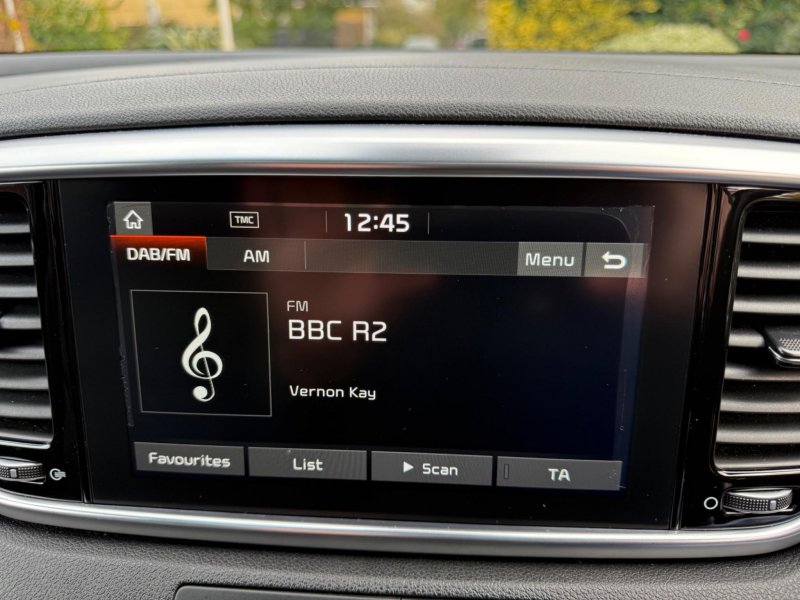 TMC
12:45
DAB/FM
AM
Menu
FM
BBC R2
Vernon Kay
Favourites
List
Scan
TA